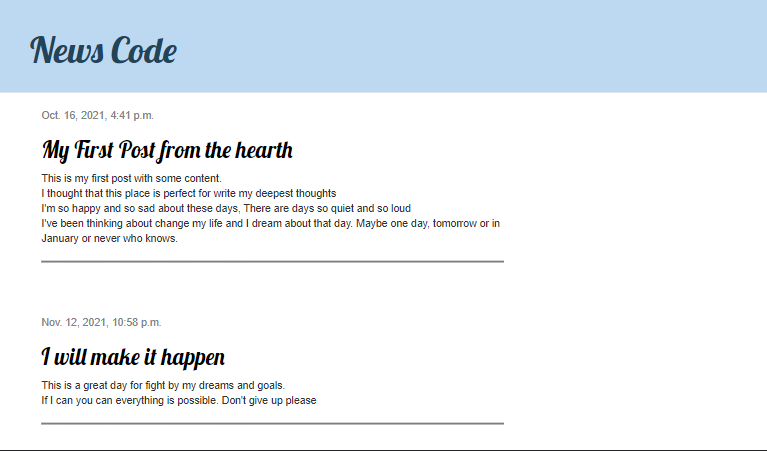 News Code
Oct. 16, 2021, 4:41 p.m.
My First Post from the hearth
This is my first post with some content.
I thought that this place is perfect for write my deepest thoughts
I'm so happy and so sad about these days, There are days so quiet and so loud
I've been thinking about change my life and I dream about that day. Maybe one day, tomorrow or in
January or never who knows.
Nov. 12, 2021, 10:58 p.m.
I will make it happen
This is a great day for fight by my dreams and goals.
If I can you can everything is possible. Don't give up please